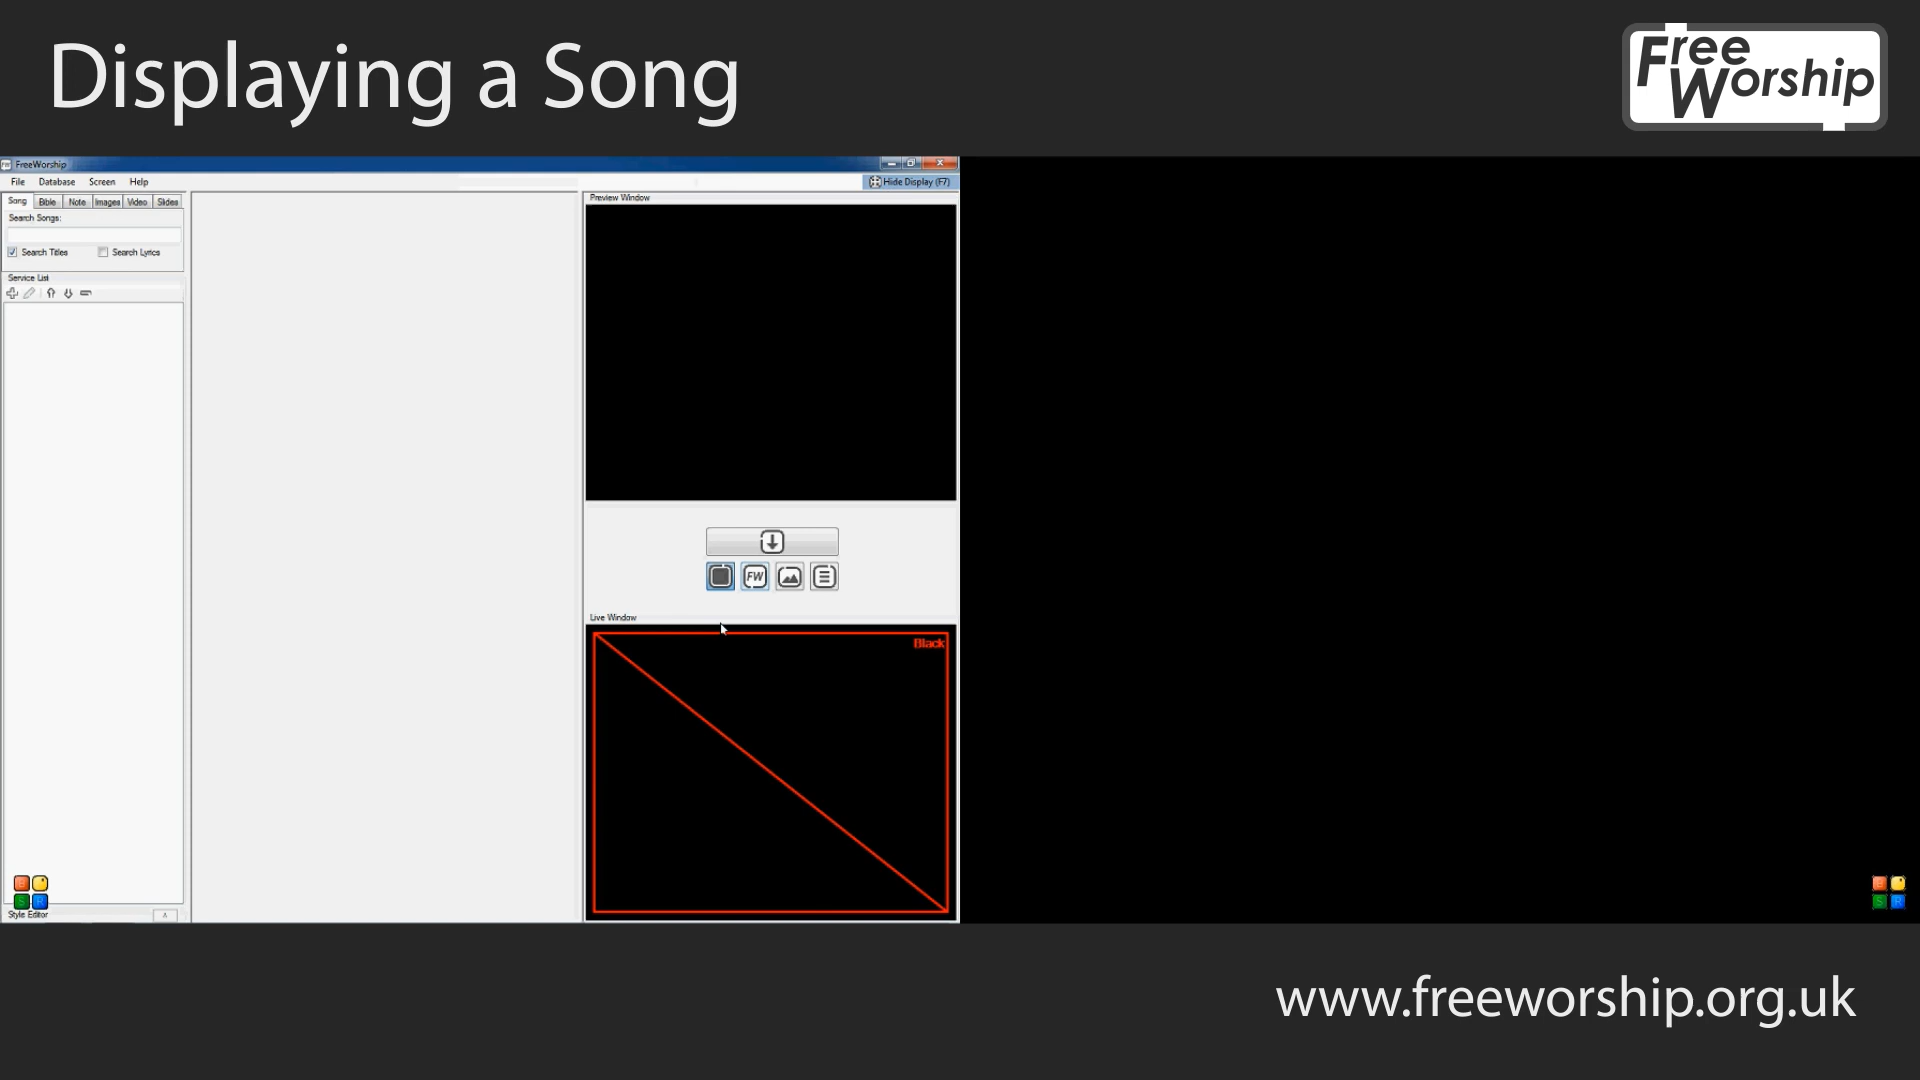 Displaying a Song
Free
Worship
FreeWorship
File Database Screen Help
Hide Display (F7)
Song Bible Note Images Video Slides
Search Songs:
Search Titles Search Lyrics
Service List
Preview Window
FW
Live Window
Black
Style Editor
www.freeworship.org.uk